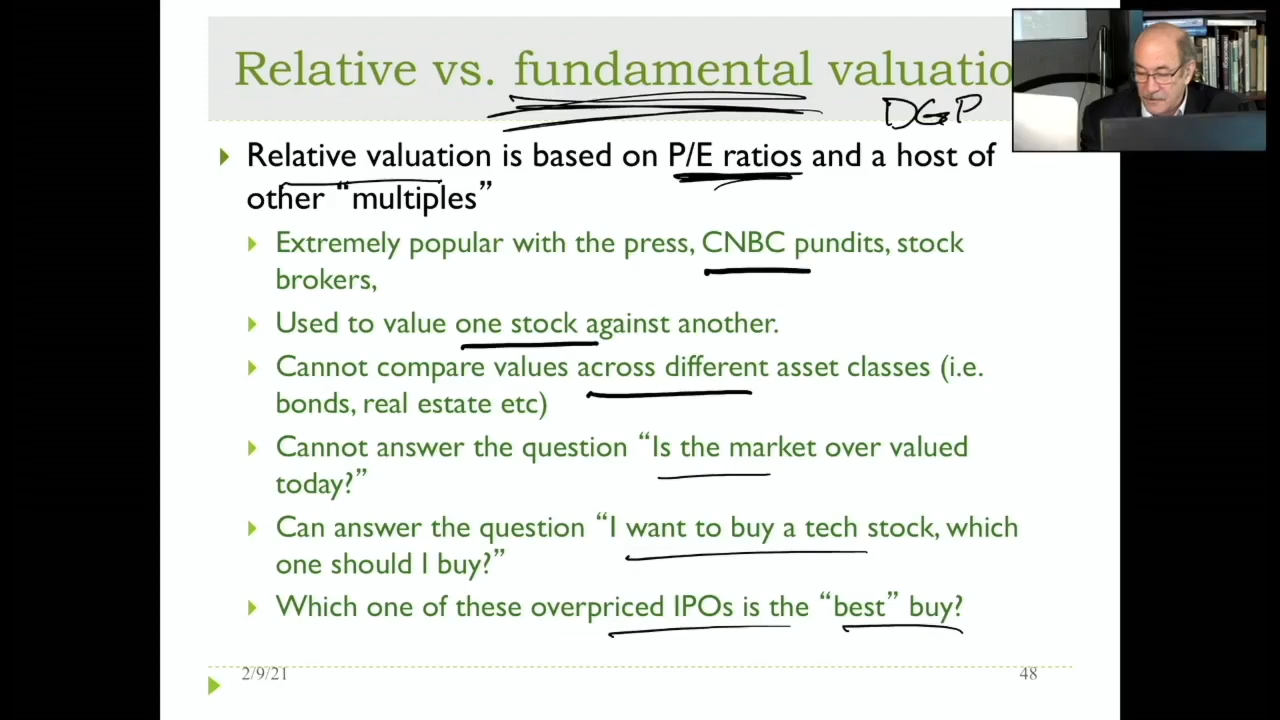 Relative vs. fundamental valuatio
DGP
Relative valuation is based on P/E ratios and a host of
other “multiples”
Extremely popular with the press, CNBC pundits, stock
brokers,
Used to value one stock against another.
Cannot compare values across different asset classes (i.e.
bonds, real estate etc)
Cannot answer the question “Is the market over valued
today?”
Can answer the question “I want to buy a tech stock, which
one should I buy?”
Which one of these overpriced IPOs is the “best” buy?
2/9/21
48